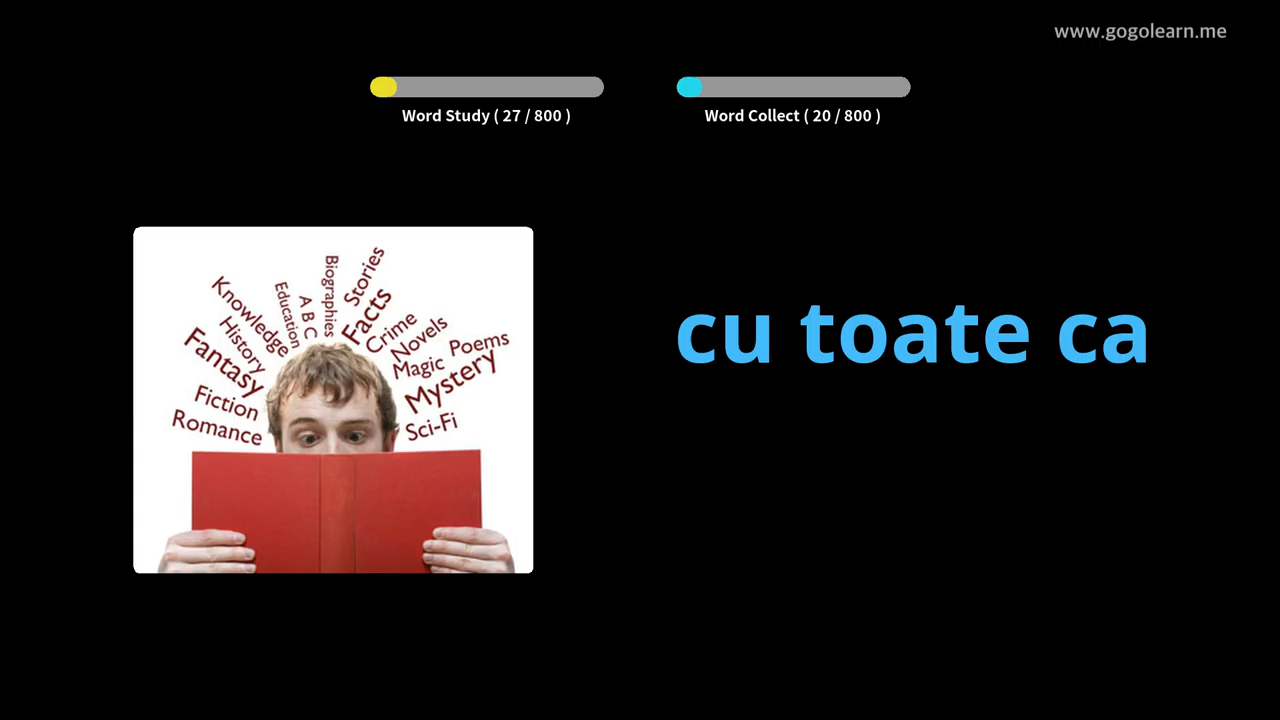 www.gogolearn.me
Word Study ( 27 / 800 )
Word Collect ( 20 / 800 )
cu toate ca
Romance
Fiction
Fantasy
History
Knowledge
Education
A B C
Biographies
Stories
Facts
Crime
Novels
Magic
Poems
Mystery
Sci-Fi